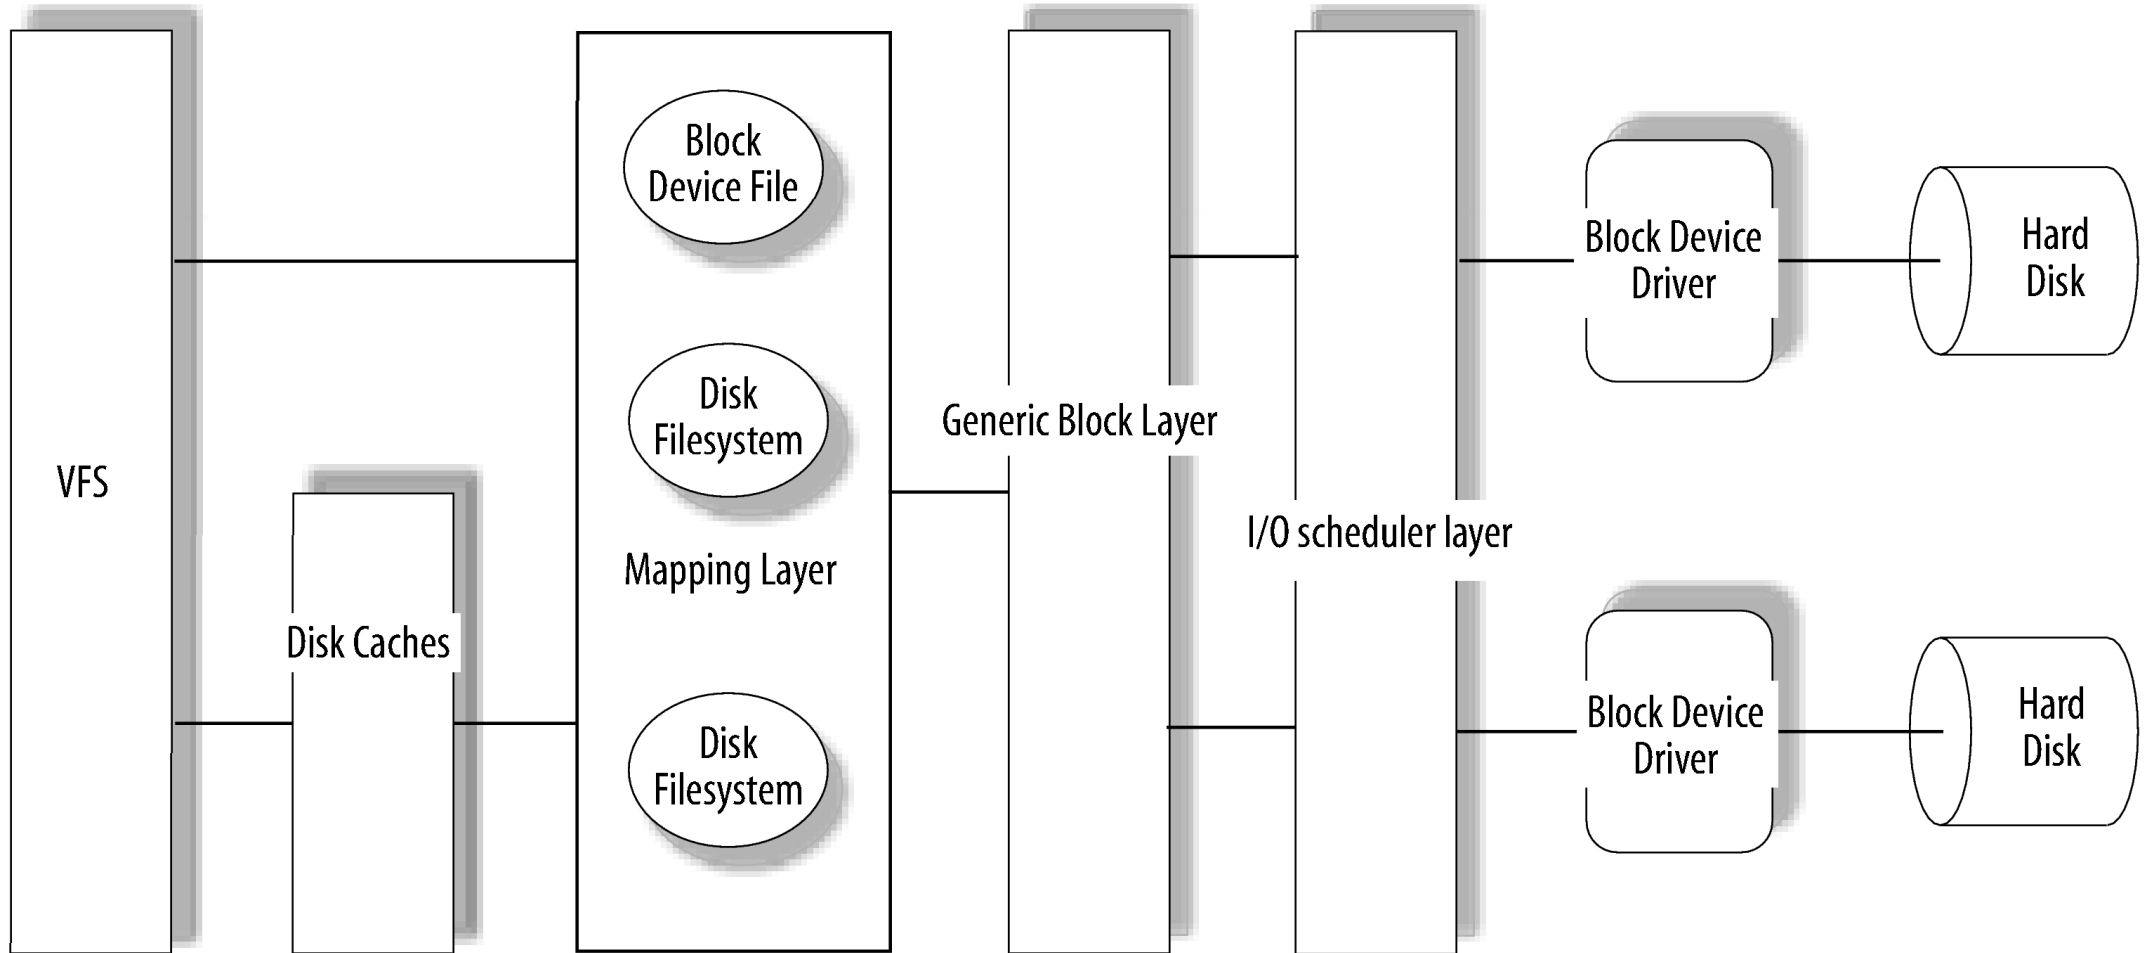 VFS
Disk Caches
Block
Device File
Disk
Filesystem
Mapping Layer
Disk
Filesystem
Generic Block Layer
I/O scheduler layer
Block Device
Driver
Hard
Disk
Block Device
Driver
Hard
Disk